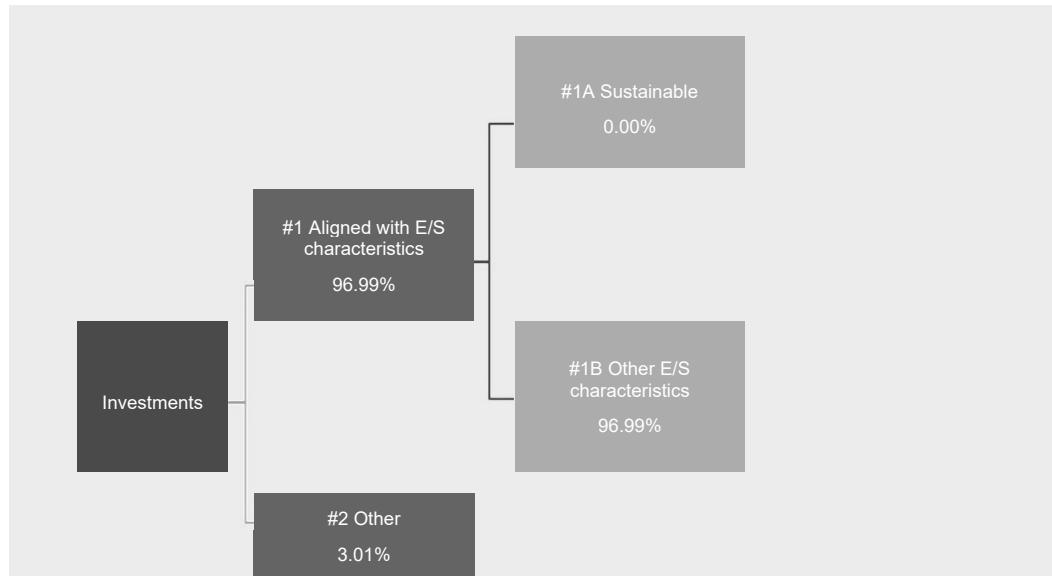 #1A Sustainable
0.00%
#1 Aligned with E/S
characteristics
96.99%
Investments
#1B Other E/S
characteristics
96.99%
#2 Other
3.01%